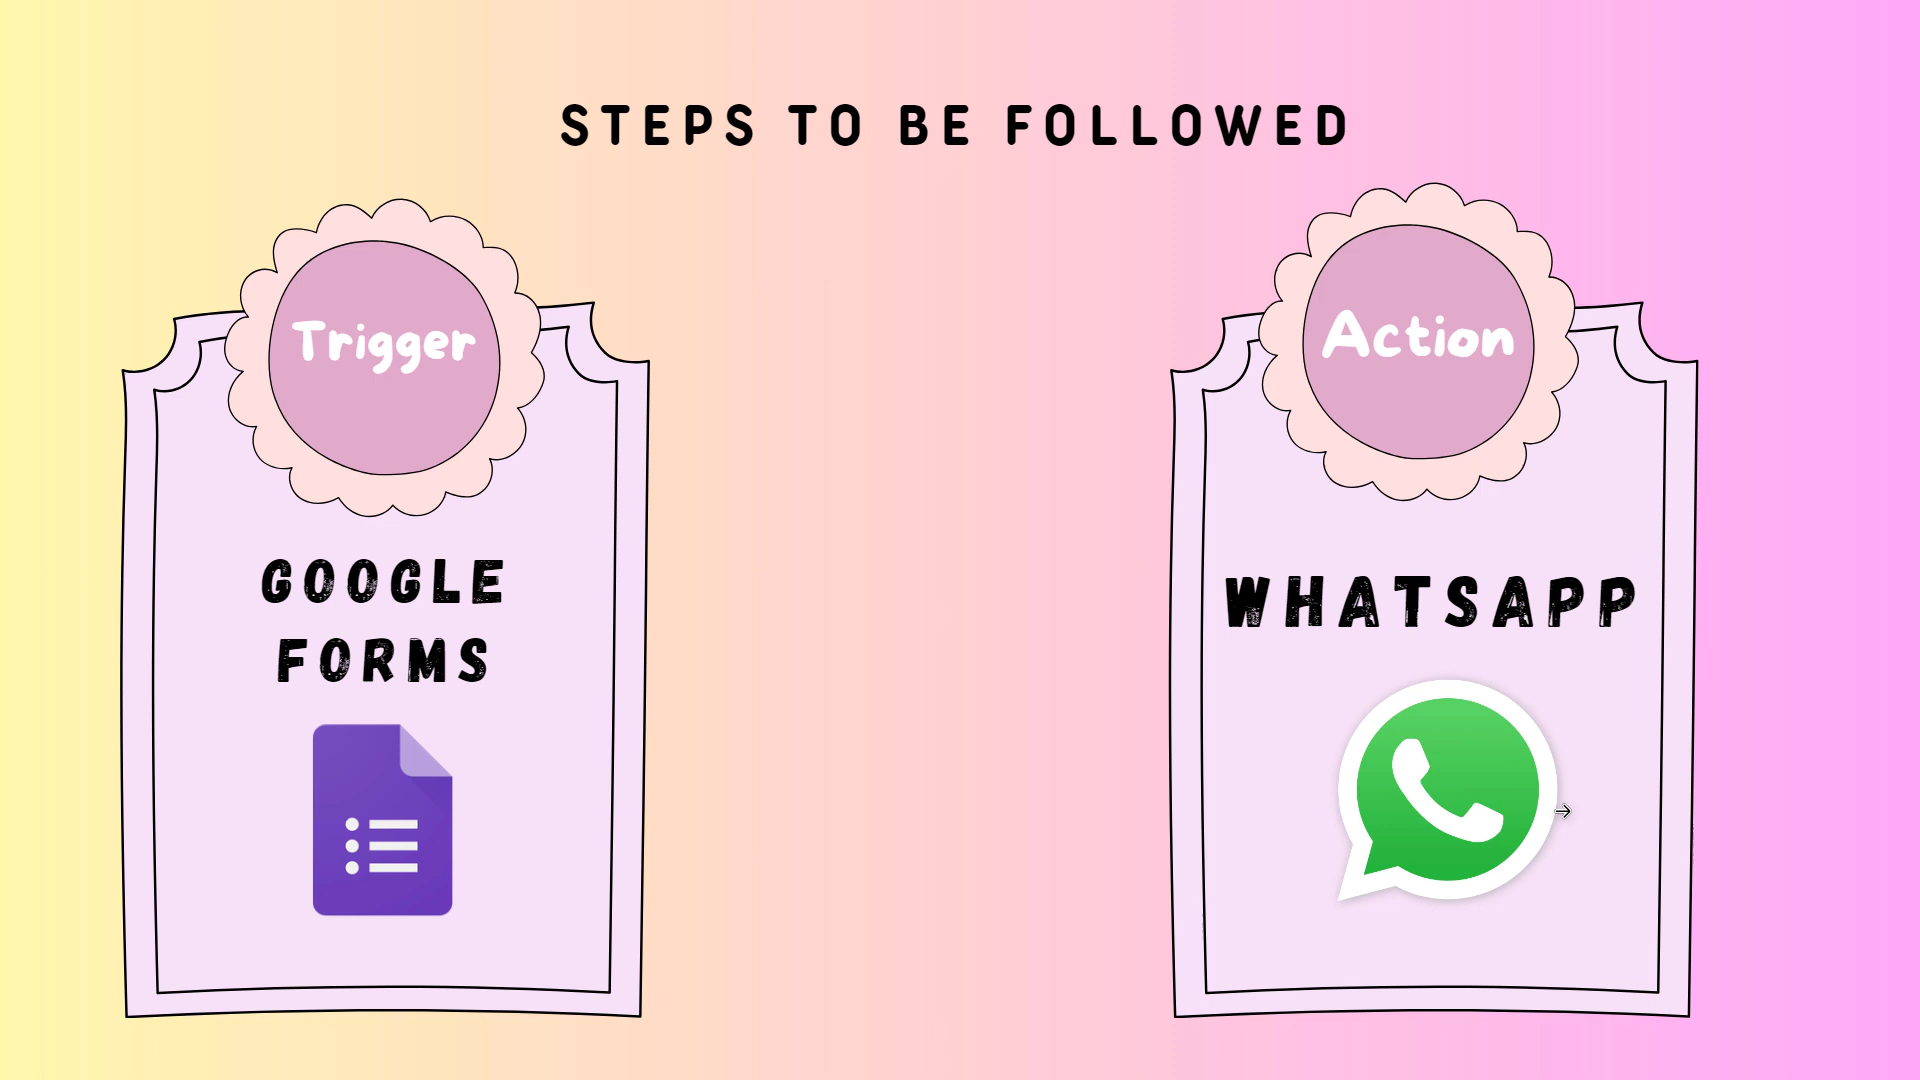 STEPS TO BE FOLLOWED
Trigger
GOOGLE
FORMS
Action
WHATSAPP